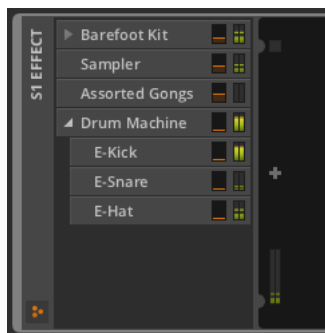 S1 EFFECT
Barefoot Kit
Sampler
Assorted Gongs
Drum Machine
E-Kick
E-Snare
E-Hat